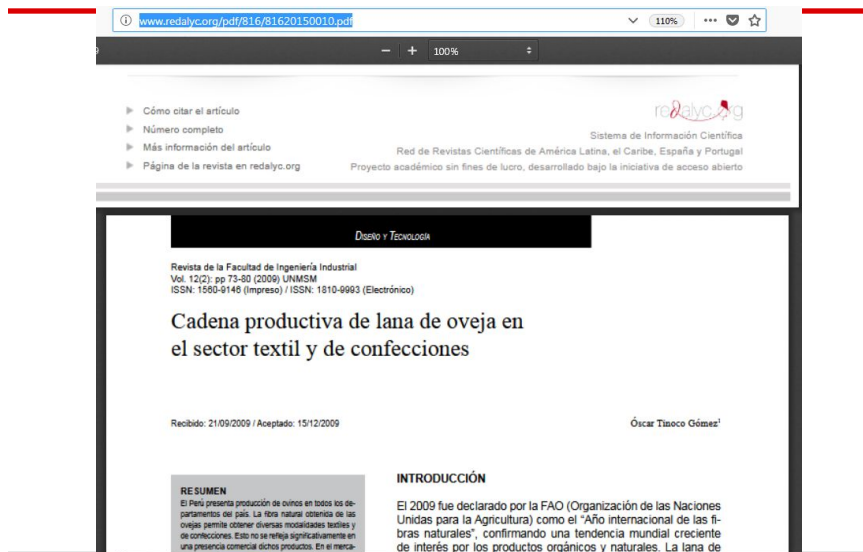 www.redalyc.org/pdf/816/81620150010.pdf
110%
100%
Cómo citar el artículo
Número completo
Más información del artículo
Página de la revista en redalyc.org
redalyc.org
Sistema de Información Científica
Red de Revistas Científicas de América Latina, el Caribe, España y Portugal
Proyecto académico sin fines de lucro, desarrollado bajo la iniciativa de acceso abierto
DISEÑO Y TECNOLOGÍA
Revista de la Facultad de Ingeniería Industrial
Vol. 12(2): pp 73-80 (2009) UNMSM
ISSN: 1560-9146 (Impreso) / ISSN: 1810-9993 (Electrónico)
Cadena productiva de lana de oveja en
el sector textil y de confecciones
Recibido: 21/09/2009 / Aceptado: 15/12/2009
Óscar Tinoco Gómez¹
RESUMEN
El Perú presenta producción de ovinos en todos los de-
partamentos del país. La fibra natural obtenida de las
ovejas permite obtener diversas modalidades textiles y
de confecciones. Esto no se refleja significativamente en
una presencia comercial dichos productos. En el merca-
INTRODUCCIÓN
El 2009 fue declarado por la FAO (Organización de las Naciones
Unidas para la Agricultura) como el “Año internacional de las fi-
bras naturales”, confirmando una tendencia mundial creciente
de interés por los productos orgánicos y naturales. La lana de